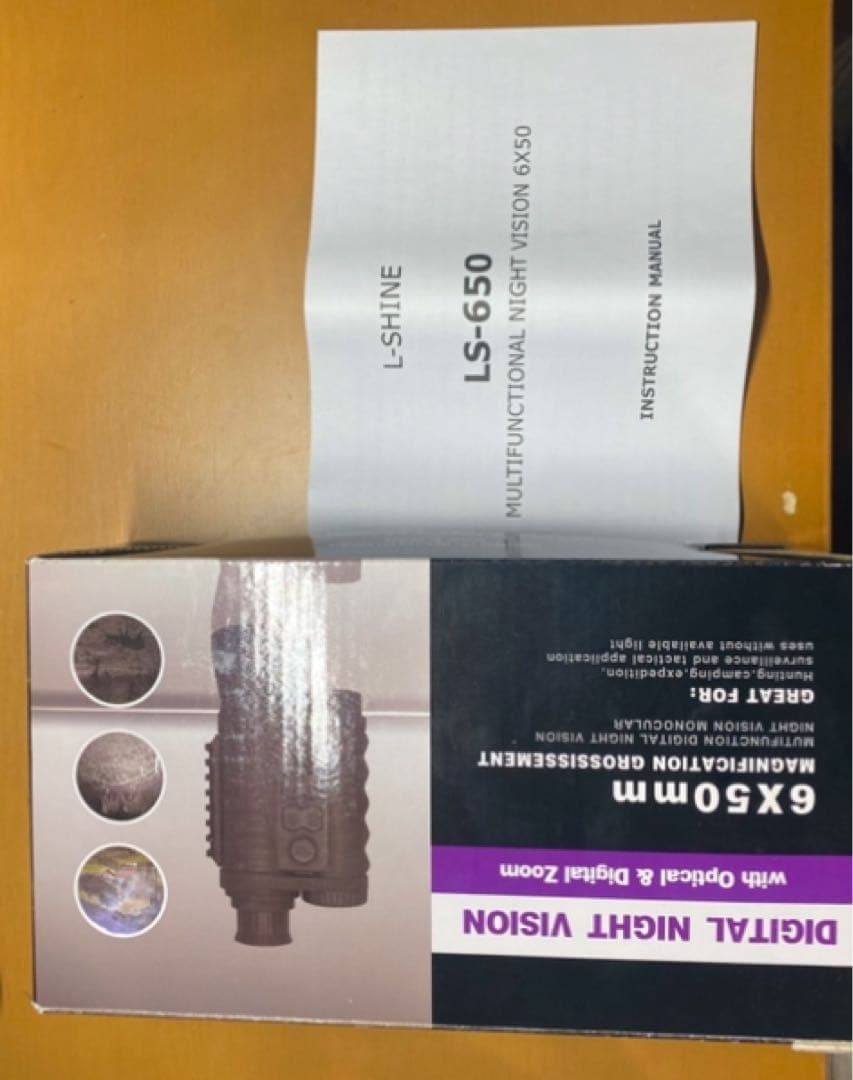 L-SHINE
LS-650
MULTIFUNCTIONAL NIGHT VISION 6X50
INSTRUCTION MANUAL
DIGITAL NIGHT VISION
with Optical & Digital Zoom
6X50mm
MAGNIFICATION GROSSISSEMENT
MUTIFUNCTION DIGITAL NIGHT VISION
NIGHT VISION MONOCULAR
GREAT FOR:
Hunting,camping,expedition,
surveillance and tactical application
uses without available light